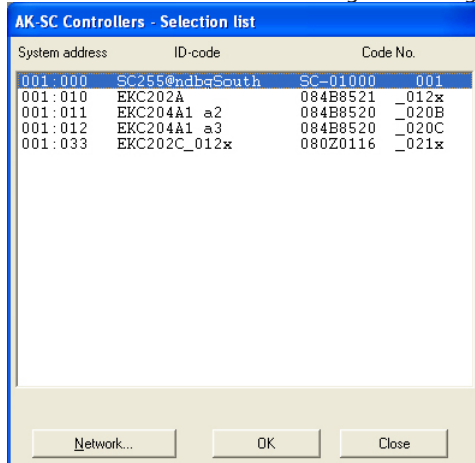 AK-SC Controllers - Selection list
System address ID-code Code No.
001:000 SC255@ndbgSouth SC-01000 001
001:010 EKC202A 084B8521 _012x
001:011 EKC204A1 a2 084B8520 _020B
001:012 EKC204A1 a3 084B8520 _020C
001:033 EKC202C_012x 080Z0116 _021x
Network... OK Close